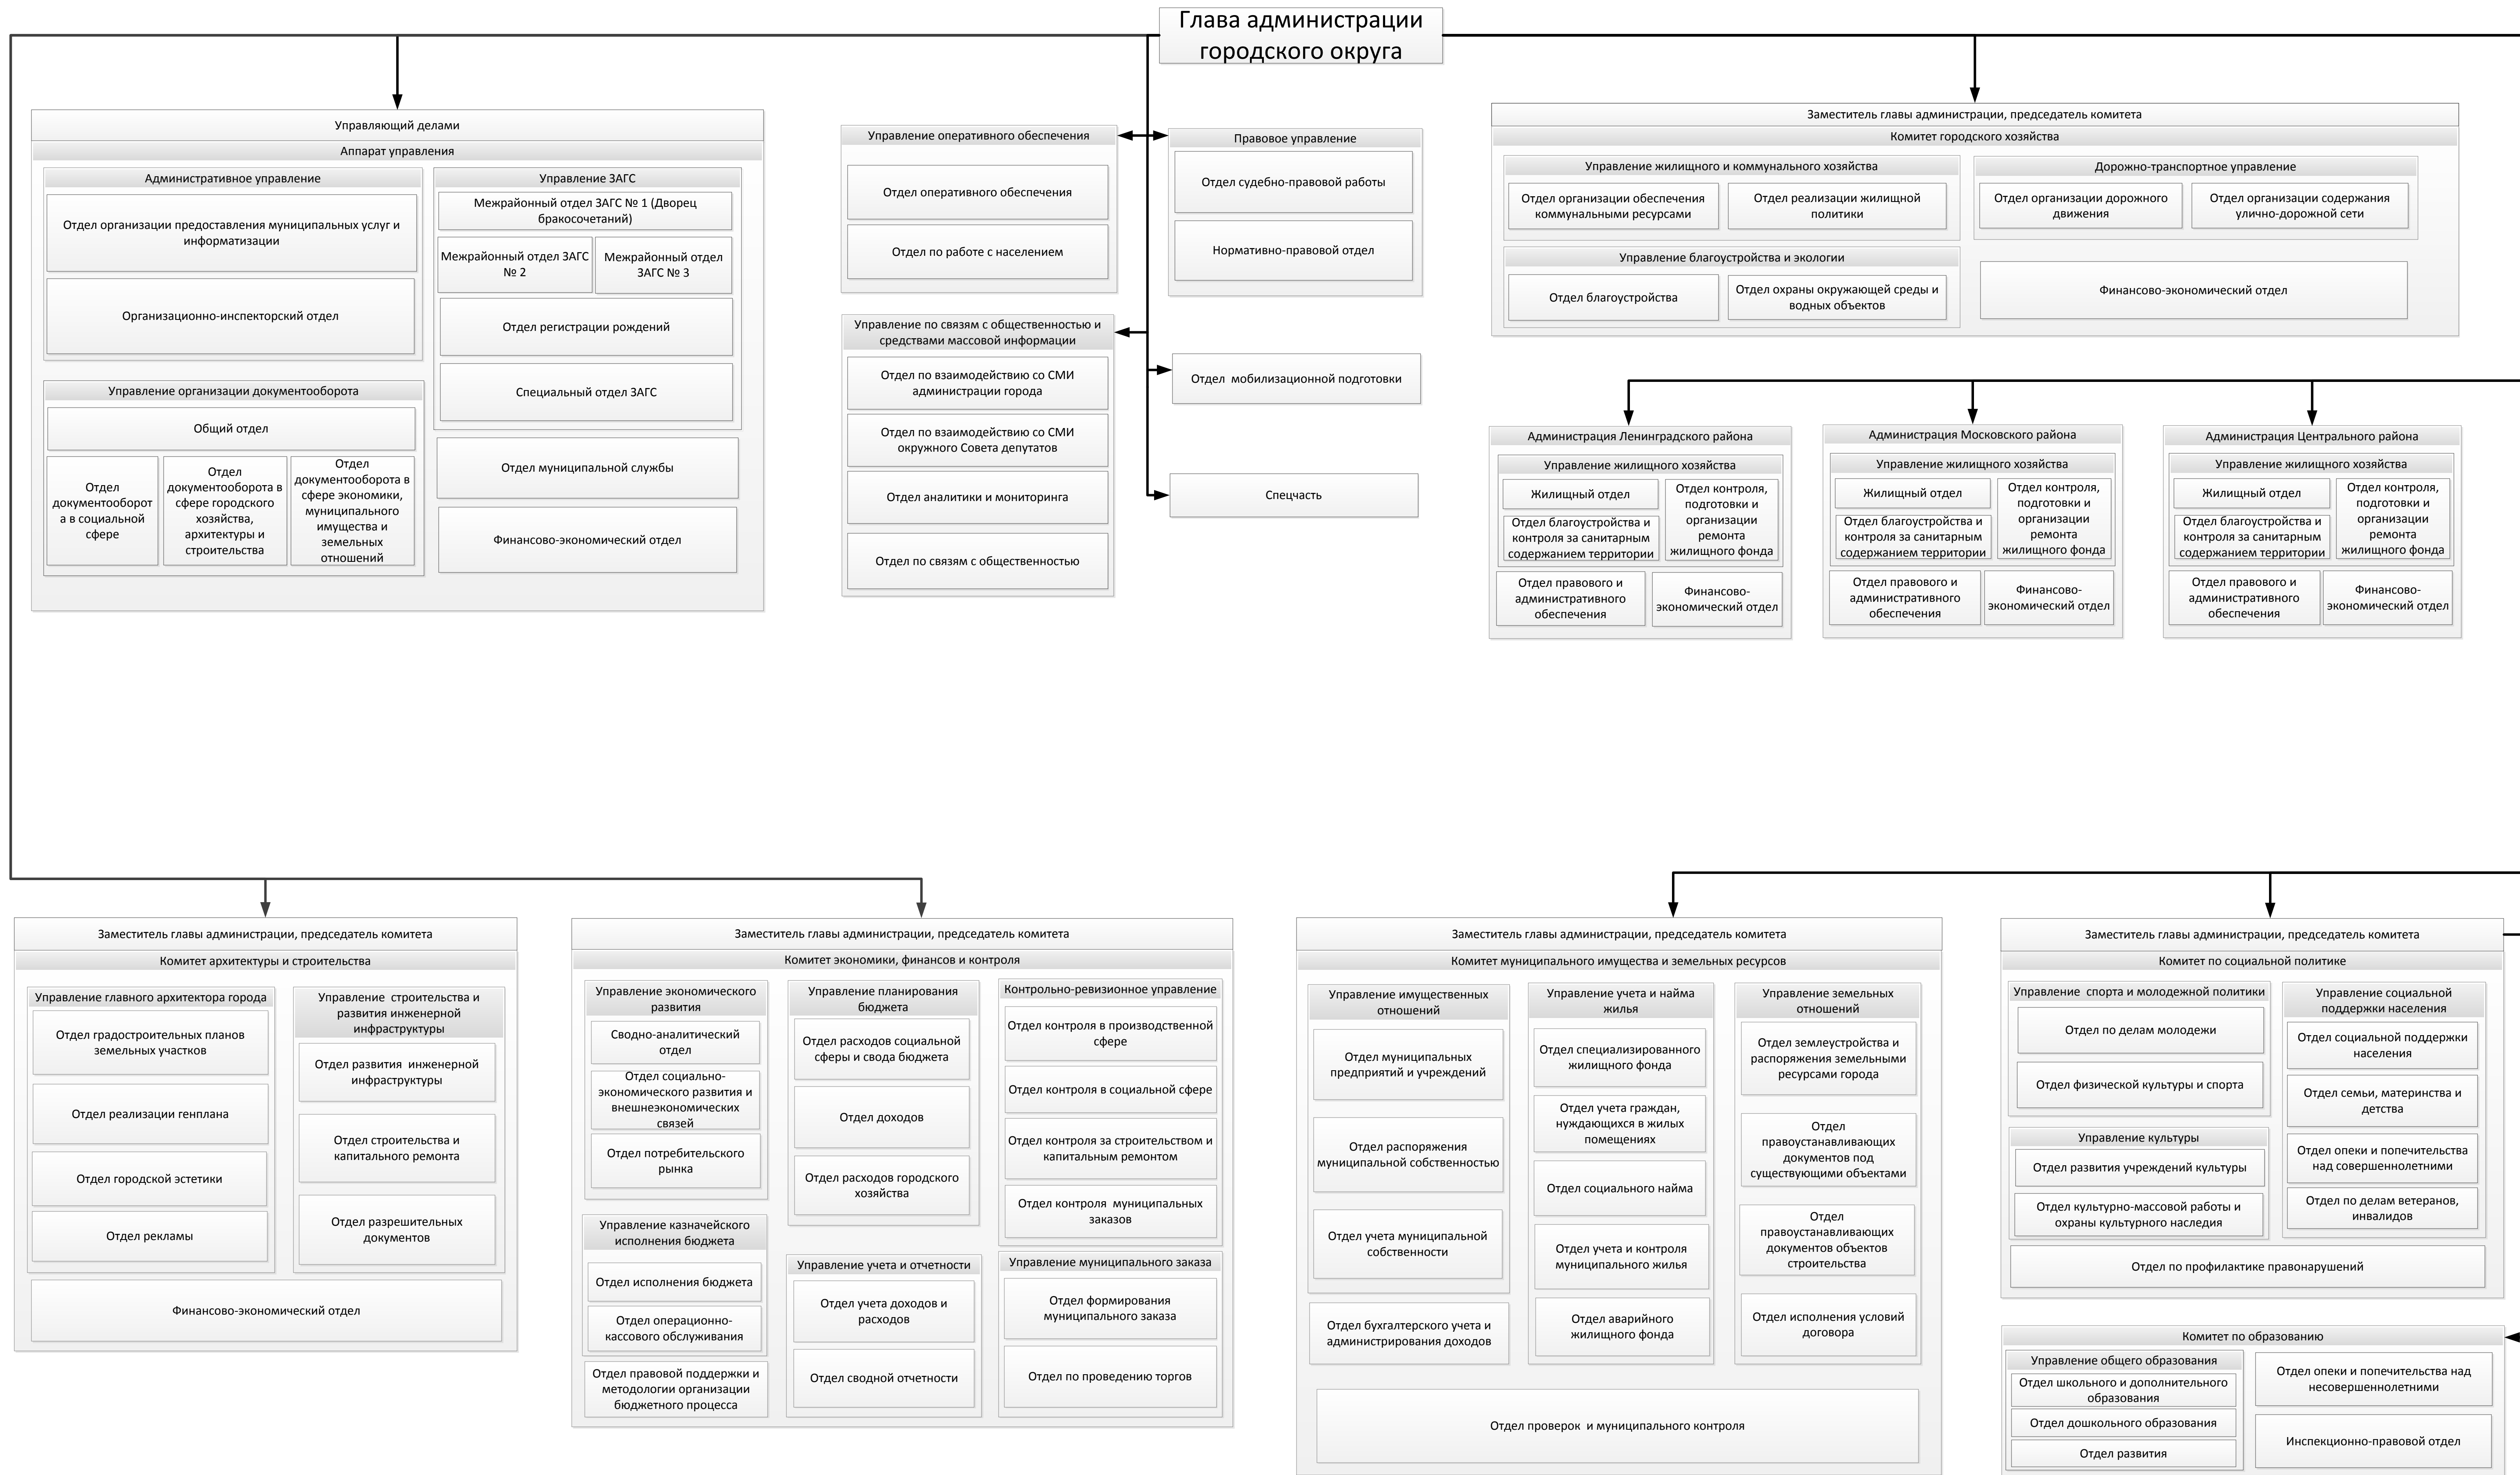 Глава администрации
городского округа
Управляющий делами
Аппарат управления
Административное управление
Отдел организации предоставления муниципальных услуг и
информатизации
Организационно-инспекторский отдел
Управление ЗАГС
Межрайонный отдел ЗАГС № 1 (Дворец
бракосочетаний)
Межрайонный отдел ЗАГС
№ 2
Межрайонный отдел
ЗАГС № 3
Отдел регистрации рождений
Специальный отдел ЗАГС
Управление организации документооборота
Общий отдел
Отдел
документооборот
а в социальной
сфере
Отдел
документооборота в
сфере городского
хозяйства,
архитектуры и
строительства
Отдел
документооборота в
сфере экономики,
муниципального
имущества и
земельных
отношений
Отдел муниципальной службы
Финансово-экономический отдел
Управление оперативного обеспечения
Отдел оперативного обеспечения
Отдел по работе с населением
Правовое управление
Отдел судебно-правовой работы
Нормативно-правовой отдел
Управление по связям с общественностью и
средствами массовой информации
Отдел по взаимодействию со СМИ
администрации города
Отдел по взаимодействию со СМИ
окружного Совета депутатов
Отдел аналитики и мониторинга
Отдел по связям с общественностью
Отдел мобилизационной подготовки
Спецчасть
Заместитель главы администрации, председатель комитета
Комитет городского хозяйства
Управление жилищного и коммунального хозяйства
Отдел организации обеспечения
коммунальными ресурсами
Отдел реализации жилищной
политики
Дорожно-транспортное управление
Отдел организации дорожного
движения
Отдел организации содержания
улично-дорожной сети
Управление благоустройства и экологии
Отдел благоустройства
Отдел охраны окружающей среды и
водных объектов
Финансово-экономический отдел
Администрация Ленинградского района
Управление жилищного хозяйства
Жилищный отдел
Отдел благоустройства и
контроля за санитарным
содержанием территории
Отдел контроля,
подготовки и
организации
ремонта
жилищного фонда
Отдел правового и
административного
обеспечения
Финансово-
экономический отдел
Администрация Московского района
Управление жилищного хозяйства
Жилищный отдел
Отдел благоустройства и
контроля за санитарным
содержанием территории
Отдел контроля,
подготовки и
организации
ремонта
жилищного фонда
Отдел правового и
административного
обеспечения
Финансово-
экономический отдел
Администрация Центрального района
Управление жилищного хозяйства
Жилищный отдел
Отдел благоустройства и
контроля за санитарным
содержанием территории
Отдел контроля,
подготовки и
организации
ремонта
жилищного фонда
Отдел правового и
административного
обеспечения
Финансово-
экономический отдел
Заместитель главы администрации, председатель комитета
Комитет архитектуры и строительства
Управление главного архитектора города
Отдел градостроительных планов
земельных участков
Отдел реализации генплана
Отдел городской эстетики
Отдел рекламы
Управление строительства и
развития инженерной
инфраструктуры
Отдел развития инженерной
инфраструктуры
Отдел строительства и
капитального ремонта
Отдел разрешительных
документов
Финансово-экономический отдел
Заместитель главы администрации, председатель комитета
Комитет экономики, финансов и контроля
Управление экономического
развития
Сводно-аналитический
отдел
Отдел социально-
экономического развития и
внешнеэкономических
связей
Отдел потребительского
рынка
Управление казначейского
исполнения бюджета
Отдел исполнения бюджета
Отдел операционно-
кассового обслуживания
Отдел правовой поддержки и
методологии организации
бюджетного процесса
Управление планирования
бюджета
Отдел расходов социальной
сферы и свода бюджета
Отдел доходов
Отдел расходов городского
хозяйства
Управление учета и отчетности
Отдел учета доходов и
расходов
Отдел сводной отчетности
Контрольно-ревизионное управление
Отдел контроля в производственной
сфере
Отдел контроля в социальной сфере
Отдел контроля за строительством и
капитальным ремонтом
Отдел контроля муниципальных
заказов
Управление муниципального заказа
Отдел формирования
муниципального заказа
Отдел по проведению торгов
Заместитель главы администрации, председатель комитета
Комитет муниципального имущества и земельных ресурсов
Управление имущественных
отношений
Отдел муниципальных
предприятий и учреждений
Отдел распоряжения
муниципальной собственностью
Отдел учета муниципальной
собственности
Отдел бухгалтерского учета и
администрирования доходов
Управление учета и найма
жилья
Отдел специализированного
жилищного фонда
Отдел учета граждан,
нуждающихся в жилых
помещениях
Отдел социального найма
Отдел учета и контроля
муниципального жилья
Отдел аварийного
жилищного фонда
Управление земельных
отношений
Отдел землеустройства и
распоряжения земельными
ресурсами города
Отдел
правоустанавливающих
документов под
существующими объектами
Отдел
правоустанавливающих
документов объектов
строительства
Отдел исполнения условий
договора
Отдел проверок и муниципального контроля
Заместитель главы администрации, председатель комитета
Комитет по социальной политике
Управление спорта и молодежной политики
Отдел по делам молодежи
Отдел физической культуры и спорта
Управление культуры
Отдел развития учреждений культуры
Отдел культурно-массовой работы и
охраны культурного наследия
Управление социальной
поддержки населения
Отдел социальной поддержки
населения
Отдел семьи, материнства и
детства
Отдел опеки и попечительства
над совершеннолетними
Отдел по делам ветеранов,
инвалидов
Отдел по профилактике правонарушений
Комитет по образованию
Управление общего образования
Отдел школьного и дополнительного
образования
Отдел дошкольного образования
Отдел развития
Отдел опеки и попечительства над
несовершеннолетними
Инспекционно-правовой отдел